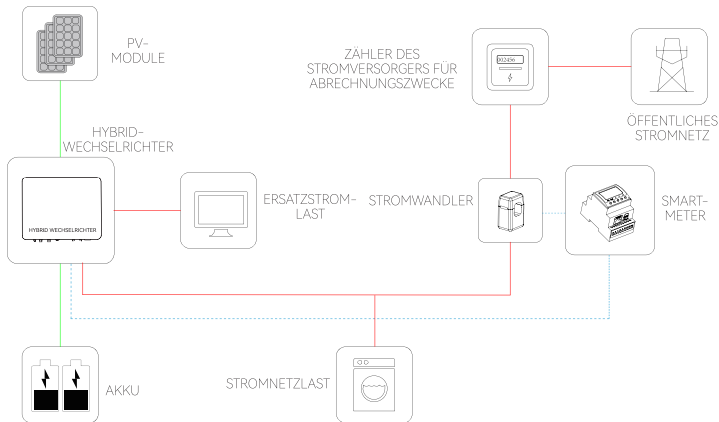 PV-
MODULE
ZÄHLER DES
STROMVERSORGERS FÜR
ABRECHNUNGSZWECKE
002456
ÖFFENTLICHES
STROMNETZ
HYBRID-
WECHSELRICHTER
HYBRID WECHSELRICHTER
ERSATZSTROM-
LAST
STROMWANDLER
SMART-
METER
AKKU
STROMNETZLAST